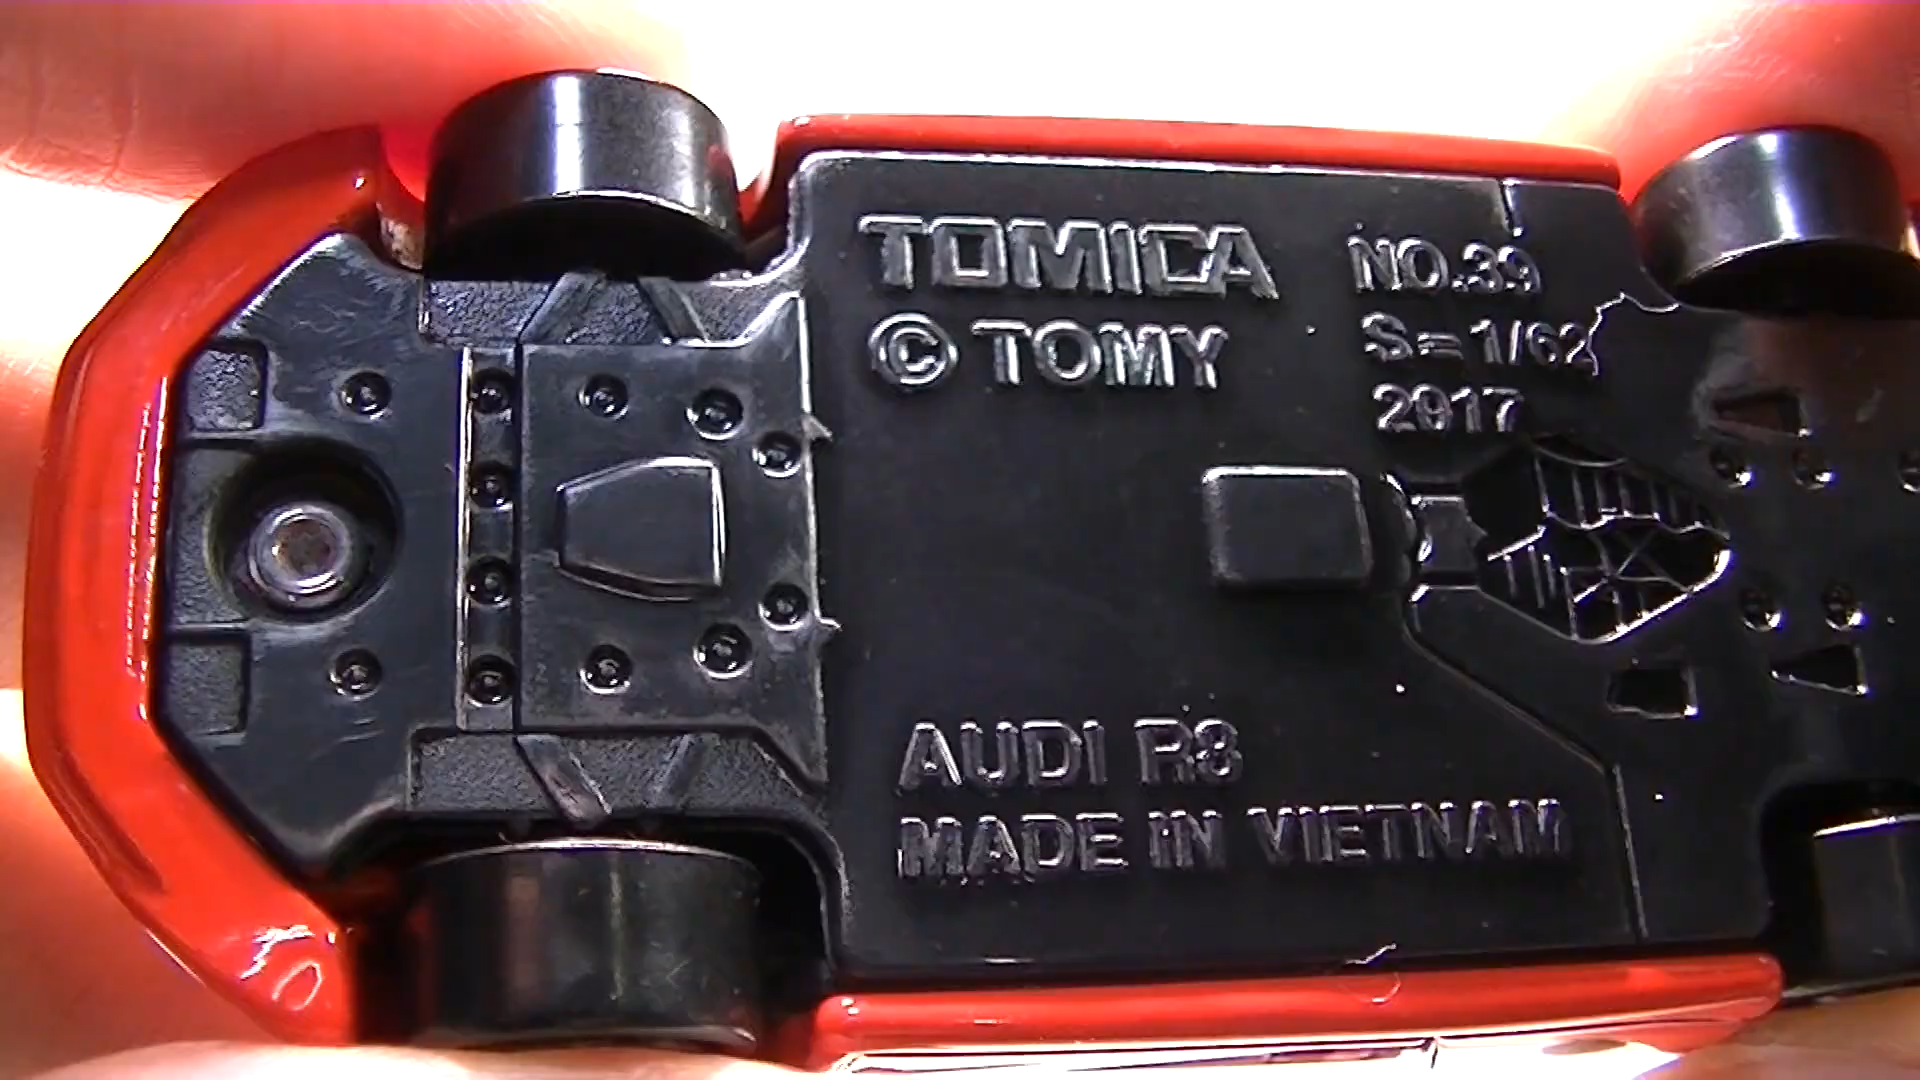 TOMICA
© TOMY
NO.39
S=1/62
2017
AUDI R8
MADE IN VIETNAM